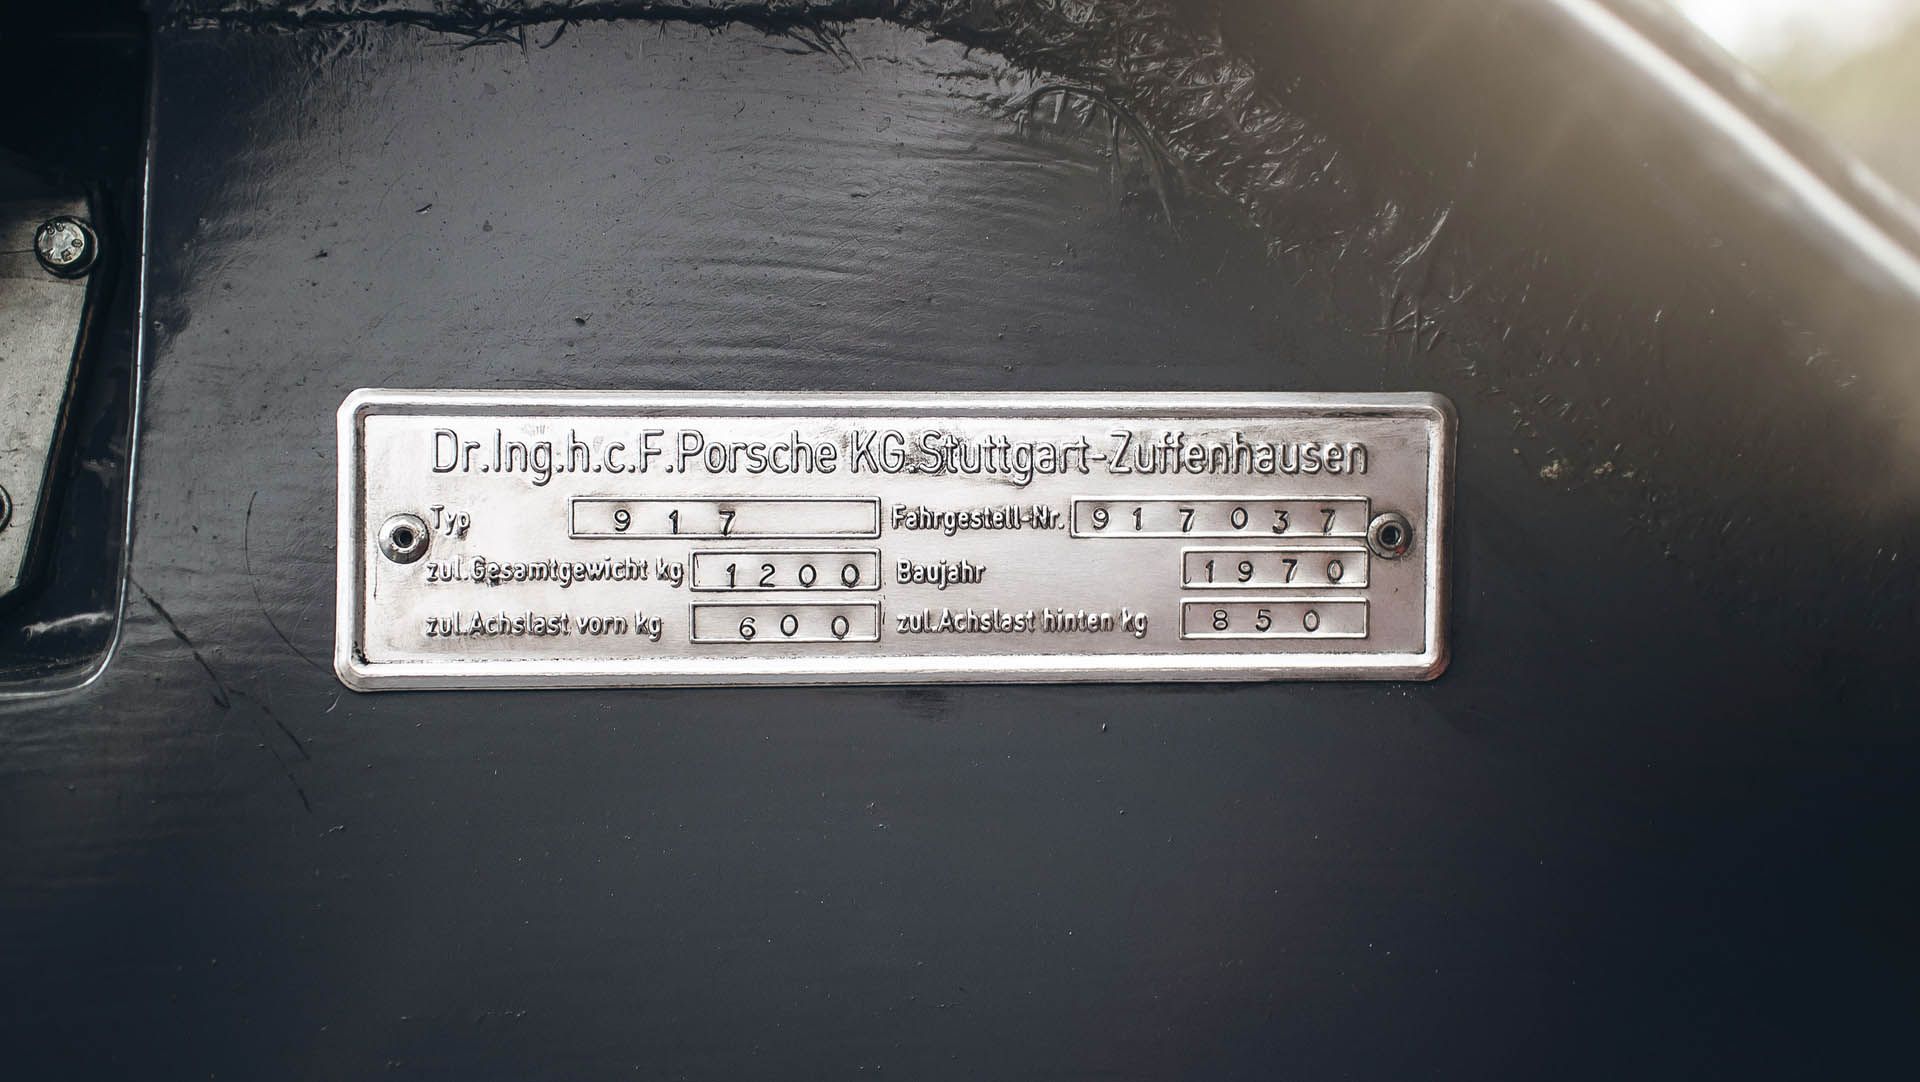 Dr.Ing.h.c.F.Porsche KG.Stuttgart-Zuffenhausen
Typ 917 Fahrgestell-Nr. 917037
zul.Gesamtgewicht kg 1200 Baujahr 1970
zul.Achslast vorn kg 600 zul.Achslast hinten kg 850